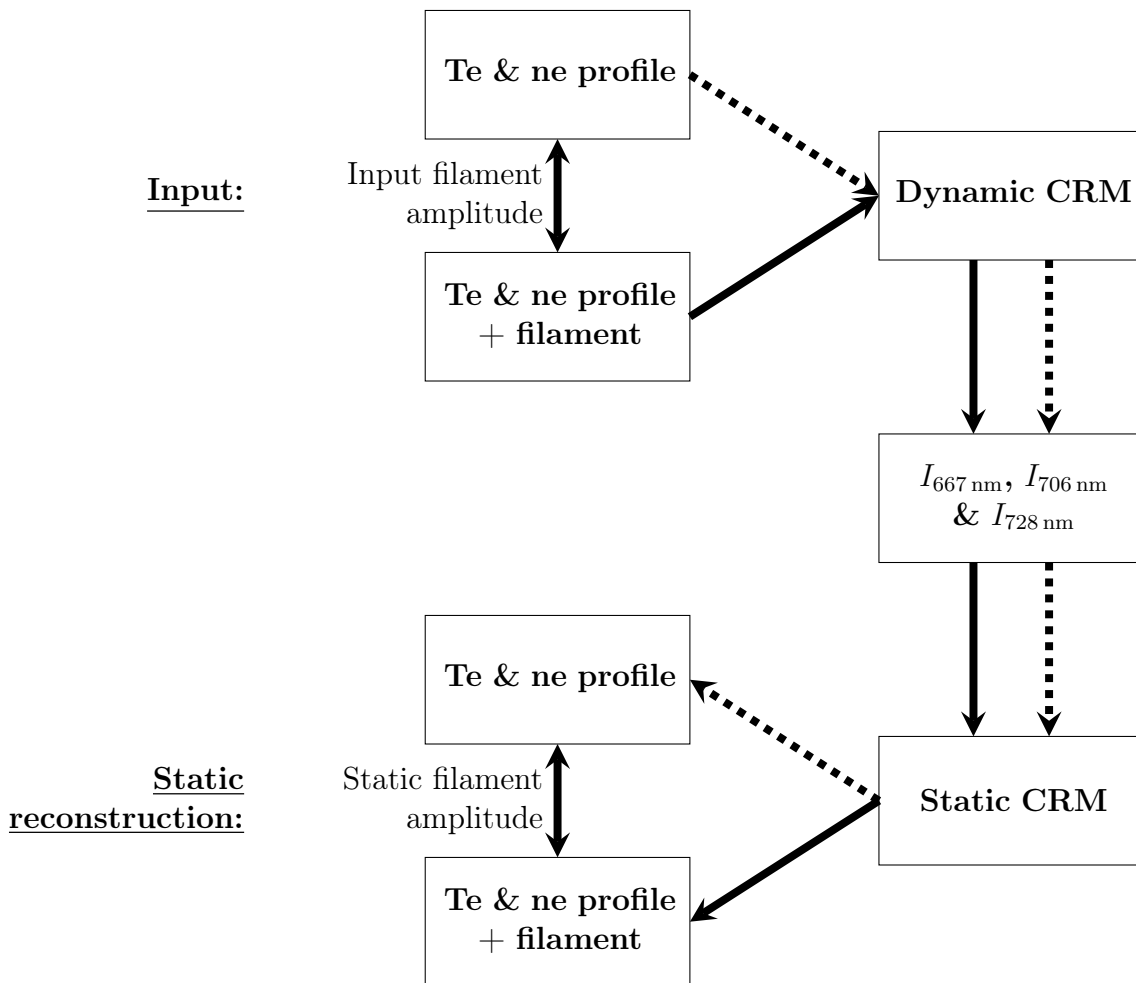 Te & ne profile
Input:
Input filament
amplitude
Dynamic CRM
Te & ne profile
+ filament
I667 nm, I706 nm
& I728 nm
Te & ne profile
Static
reconstruction:
Static filament
amplitude
Static CRM
Te & ne profile
+ filament